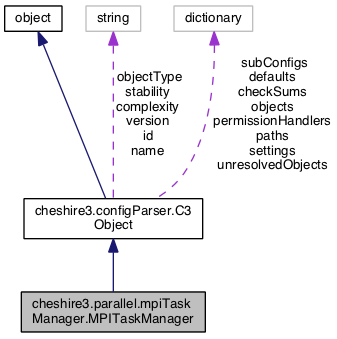 object
string
dictionary
objectType
stability
complexity
version
id
name
subConfigs
defaults
checkSums
objects
permissionHandlers
paths
settings
unresolvedObjects
cheshire3.configParser.C3
Object
cheshire3.parallel.mpiTask
Manager.MPITaskManager